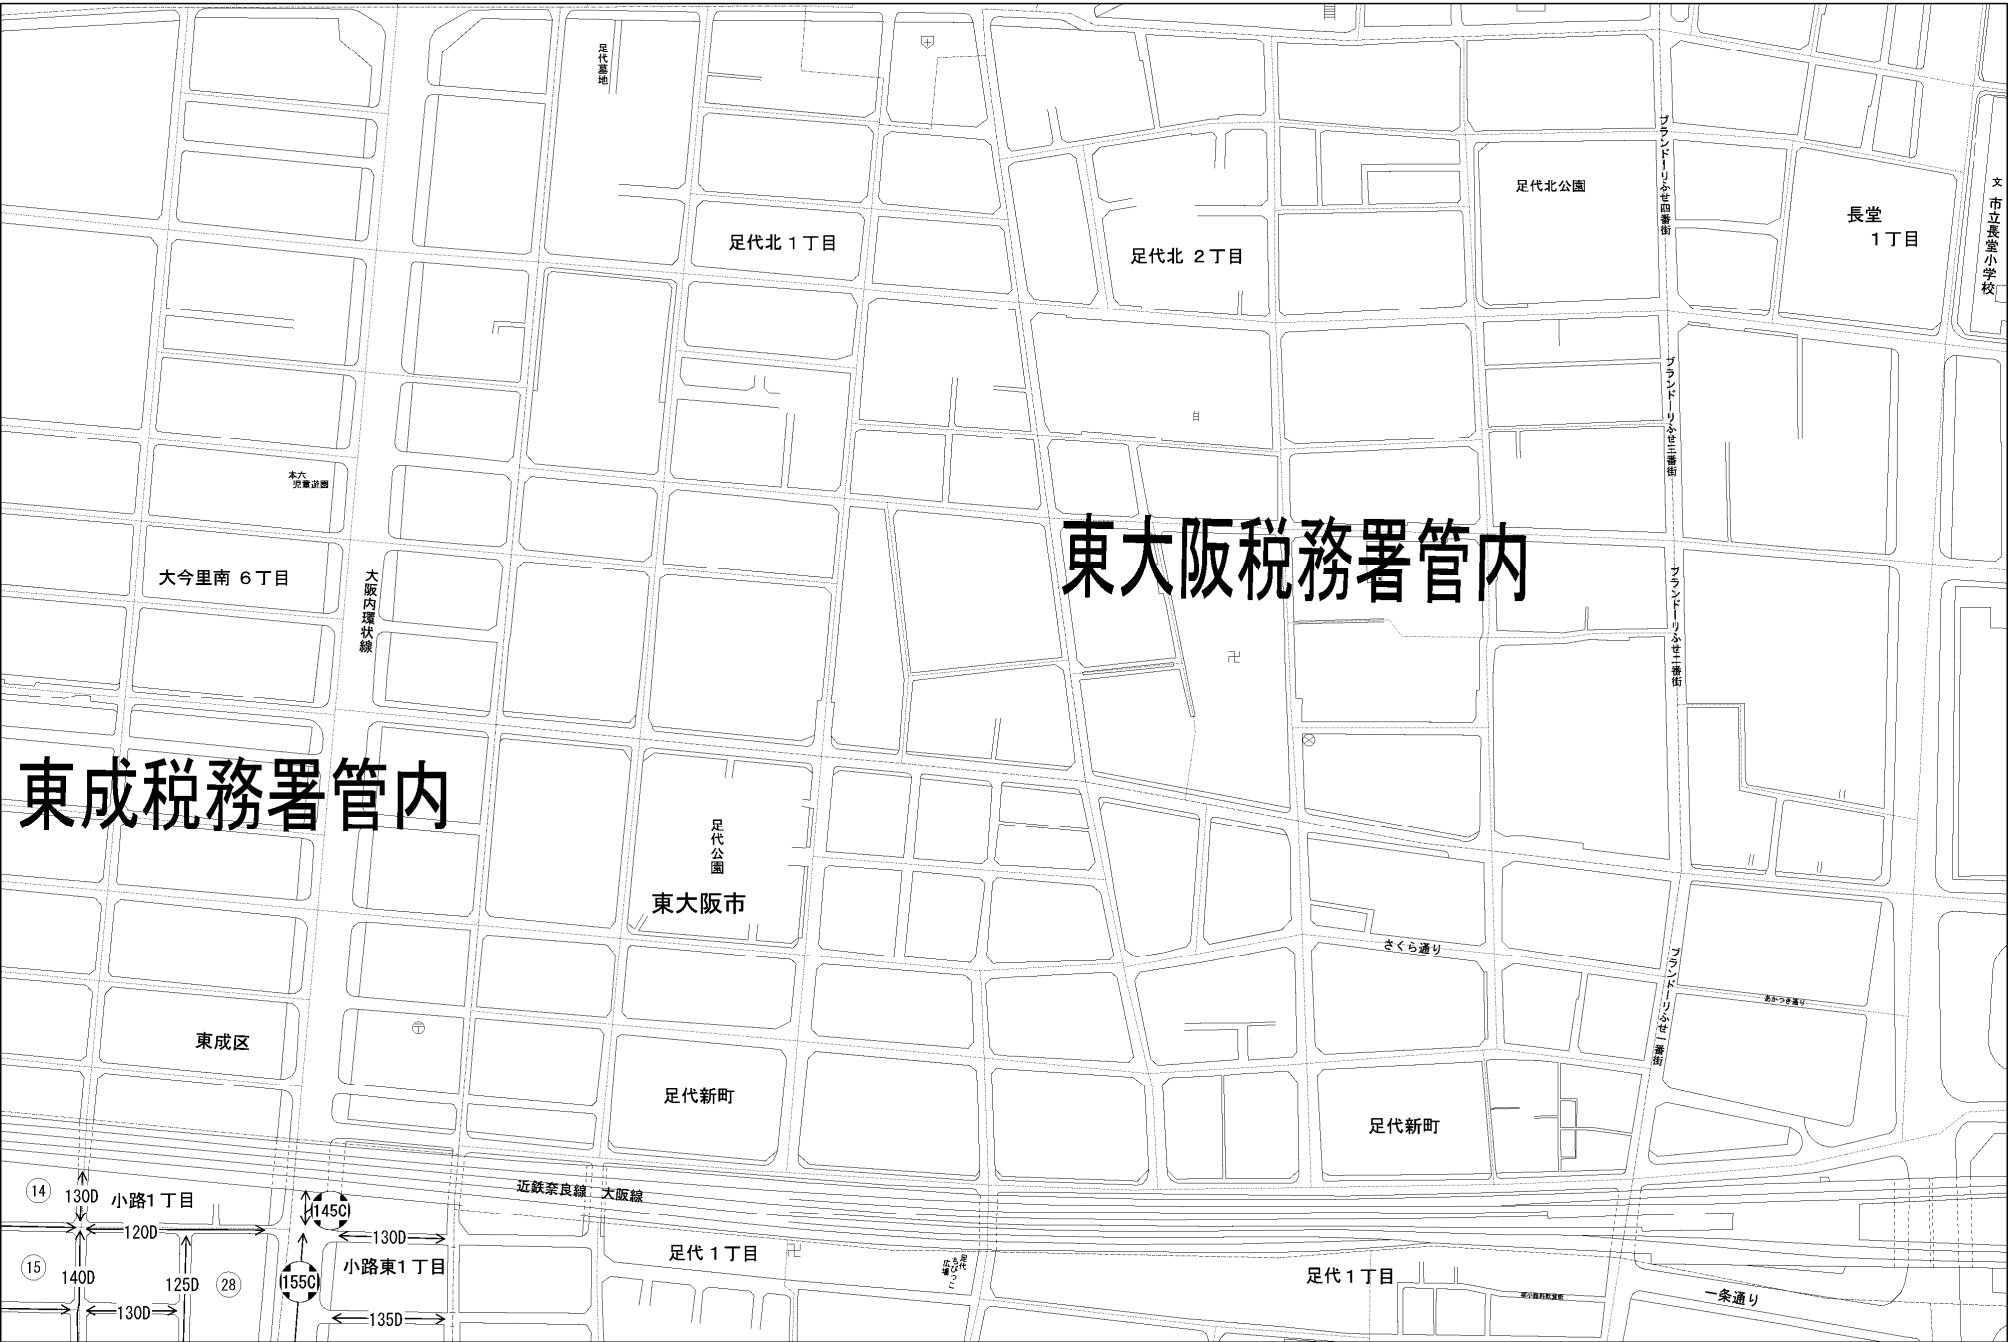 足代墓地
ブランドーリふせ四番街
足代北公園
文
市立長堂小学校
長堂
1丁目
足代北 1丁目
足代北 2丁目
ブランドーリふせ三番街
本六
児童遊園
東大阪税務署管内
大今里南 6丁目
大阪内環状線
ブランドーリふせ二番街
東成税務署管内
足代公園
東大阪市
さくら通り
ブランドーリふせ一番街
あかつき通り
東成区
足代新町
足代新町
14
130D
小路1丁目
145C
近鉄奈良線 大阪線
120D
130D
足代 1丁目
足代
ちびっこ
広場
15
140D
125D
28
155C
小路東1丁目
足代1丁目
130D
135D
一条通り